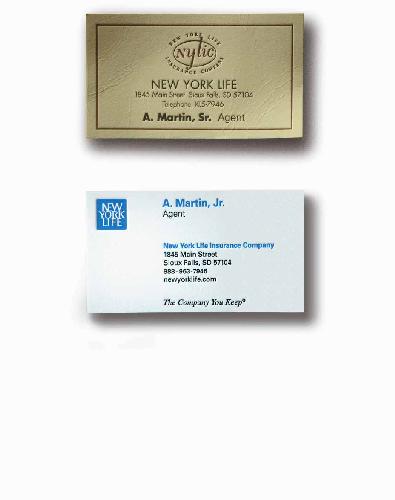 NEW YORK LIFE
Nylic
INSURANCE COMPANY
NEW YORK LIFE
1845 Main Street Sioux Falls, SD 57104
Telephone KL5-7946
A. Martin, Sr. Agent
NEW
YORK
LIFE
A. Martin, Jr.
Agent
New York Life Insurance Company
1845 Main Street
Sioux Falls, SD 57104
988-963-7946
newyorklife.com
The Company You Keep®